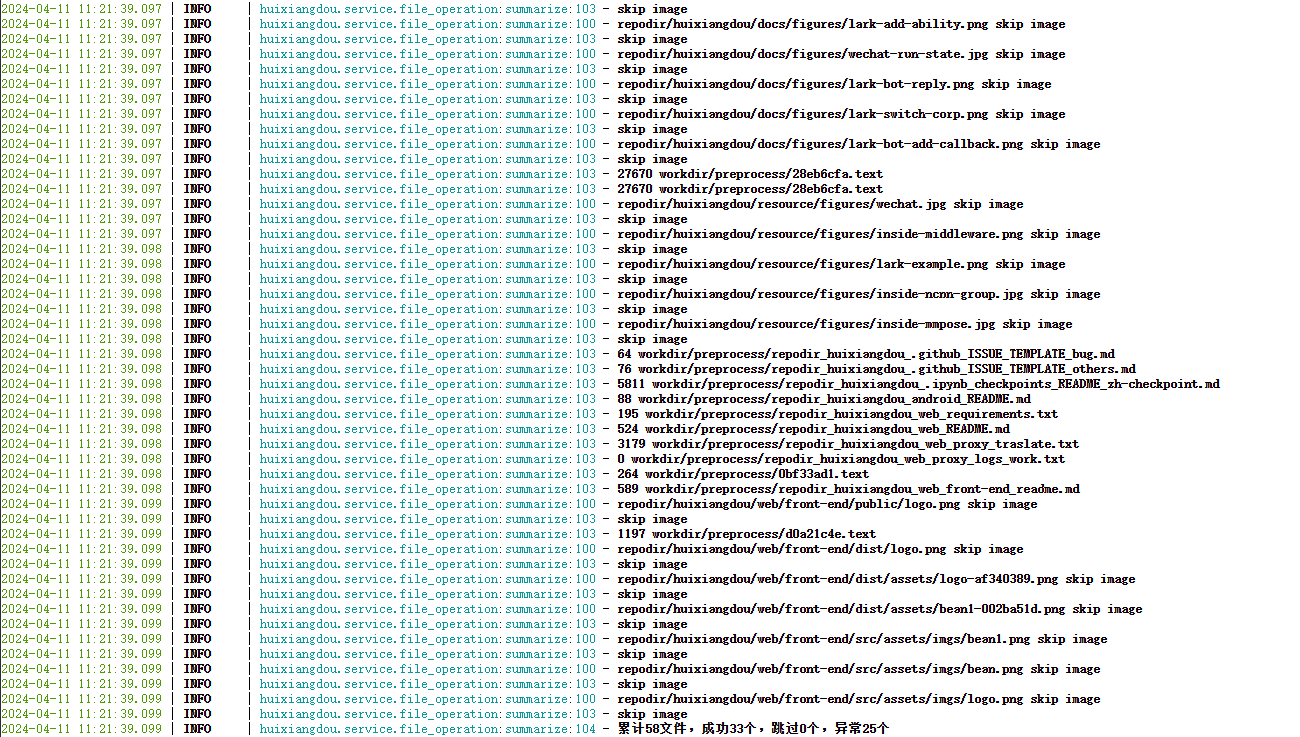 2024-04-11 11:21:39.097 | INFO     | huixiangdou.service.file_operation:summarize:103 - skip image
2024-04-11 11:21:39.097 | INFO     | huixiangdou.service.file_operation:summarize:100 - repodir/huixiangdou/docs/figures/lark-add-ability.png skip image
2024-04-11 11:21:39.097 | INFO     | huixiangdou.service.file_operation:summarize:103 - skip image
2024-04-11 11:21:39.097 | INFO     | huixiangdou.service.file_operation:summarize:100 - repodir/huixiangdou/docs/figures/wechat-run-state.jpg skip image
2024-04-11 11:21:39.097 | INFO     | huixiangdou.service.file_operation:summarize:103 - skip image
2024-04-11 11:21:39.097 | INFO     | huixiangdou.service.file_operation:summarize:100 - repodir/huixiangdou/docs/figures/lark-bot-reply.png skip image
2024-04-11 11:21:39.097 | INFO     | huixiangdou.service.file_operation:summarize:103 - skip image
2024-04-11 11:21:39.097 | INFO     | huixiangdou.service.file_operation:summarize:100 - repodir/huixiangdou/docs/figures/lark-switch-corp.png skip image
2024-04-11 11:21:39.097 | INFO     | huixiangdou.service.file_operation:summarize:103 - skip image
2024-04-11 11:21:39.097 | INFO     | huixiangdou.service.file_operation:summarize:100 - repodir/huixiangdou/docs/figures/lark-bot-add-callback.png skip image
2024-04-11 11:21:39.097 | INFO     | huixiangdou.service.file_operation:summarize:103 - skip image
2024-04-11 11:21:39.097 | INFO     | huixiangdou.service.file_operation:summarize:103 - 27670 workdir/preprocess/28eb6cfa.text
2024-04-11 11:21:39.097 | INFO     | huixiangdou.service.file_operation:summarize:103 - 27670 workdir/preprocess/28eb6cfa.text
2024-04-11 11:21:39.097 | INFO     | huixiangdou.service.file_operation:summarize:100 - repodir/huixiangdou/resource/figures/wechat.jpg skip image
2024-04-11 11:21:39.097 | INFO     | huixiangdou.service.file_operation:summarize:103 - skip image
2024-04-11 11:21:39.097 | INFO     | huixiangdou.service.file_operation:summarize:100 - repodir/huixiangdou/resource/figures/inside-middleware.png skip image
2024-04-11 11:21:39.098 | INFO     | huixiangdou.service.file_operation:summarize:103 - skip image
2024-04-11 11:21:39.098 | INFO     | huixiangdou.service.file_operation:summarize:100 - repodir/huixiangdou/resource/figures/lark-example.png skip image
2024-04-11 11:21:39.098 | INFO     | huixiangdou.service.file_operation:summarize:103 - skip image
2024-04-11 11:21:39.098 | INFO     | huixiangdou.service.file_operation:summarize:100 - repodir/huixiangdou/resource/figures/inside-ncnn-group.jpg skip image
2024-04-11 11:21:39.098 | INFO     | huixiangdou.service.file_operation:summarize:103 - skip image
2024-04-11 11:21:39.098 | INFO     | huixiangdou.service.file_operation:summarize:100 - repodir/huixiangdou/resource/figures/inside-mmpose.jpg skip image
2024-04-11 11:21:39.098 | INFO     | huixiangdou.service.file_operation:summarize:103 - skip image
2024-04-11 11:21:39.098 | INFO     | huixiangdou.service.file_operation:summarize:103 - 64 workdir/preprocess/repodir_huixiangdou_.github_ISSUE_TEMPLATE_bug.md
2024-04-11 11:21:39.098 | INFO     | huixiangdou.service.file_operation:summarize:103 - 76 workdir/preprocess/repodir_huixiangdou_.github_ISSUE_TEMPLATE_others.md
2024-04-11 11:21:39.098 | INFO     | huixiangdou.service.file_operation:summarize:103 - 5811 workdir/preprocess/repodir_huixiangdou_.ipynb_checkpoints_README_zh-checkpoint.md
2024-04-11 11:21:39.098 | INFO     | huixiangdou.service.file_operation:summarize:103 - 88 workdir/preprocess/repodir_huixiangdou_android_README.md
2024-04-11 11:21:39.098 | INFO     | huixiangdou.service.file_operation:summarize:103 - 195 workdir/preprocess/repodir_huixiangdou_web_requirements.txt
2024-04-11 11:21:39.098 | INFO     | huixiangdou.service.file_operation:summarize:103 - 524 workdir/preprocess/repodir_huixiangdou_web_README.md
2024-04-11 11:21:39.098 | INFO     | huixiangdou.service.file_operation:summarize:103 - 3179 workdir/preprocess/repodir_huixiangdou_web_proxy_traslate.txt
2024-04-11 11:21:39.098 | INFO     | huixiangdou.service.file_operation:summarize:103 - 0 workdir/preprocess/repodir_huixiangdou_web_proxy_logs_work.txt
2024-04-11 11:21:39.098 | INFO     | huixiangdou.service.file_operation:summarize:103 - 264 workdir/preprocess/0bf33ad1.text
2024-04-11 11:21:39.098 | INFO     | huixiangdou.service.file_operation:summarize:103 - 589 workdir/preprocess/repodir_huixiangdou_web_front-end_readme.md
2024-04-11 11:21:39.099 | INFO     | huixiangdou.service.file_operation:summarize:100 - repodir/huixiangdou/web/front-end/public/logo.png skip image
2024-04-11 11:21:39.099 | INFO     | huixiangdou.service.file_operation:summarize:103 - skip image
2024-04-11 11:21:39.099 | INFO     | huixiangdou.service.file_operation:summarize:103 - 1197 workdir/preprocess/d0a21c4e.text
2024-04-11 11:21:39.099 | INFO     | huixiangdou.service.file_operation:summarize:100 - repodir/huixiangdou/web/front-end/dist/logo.png skip image
2024-04-11 11:21:39.099 | INFO     | huixiangdou.service.file_operation:summarize:103 - skip image
2024-04-11 11:21:39.099 | INFO     | huixiangdou.service.file_operation:summarize:100 - repodir/huixiangdou/web/front-end/dist/assets/logo-af340389.png skip image
2024-04-11 11:21:39.099 | INFO     | huixiangdou.service.file_operation:summarize:103 - skip image
2024-04-11 11:21:39.099 | INFO     | huixiangdou.service.file_operation:summarize:100 - repodir/huixiangdou/web/front-end/dist/assets/bean1-002ba51d.png skip image
2024-04-11 11:21:39.099 | INFO     | huixiangdou.service.file_operation:summarize:103 - skip image
2024-04-11 11:21:39.099 | INFO     | huixiangdou.service.file_operation:summarize:100 - repodir/huixiangdou/web/front-end/src/assets/imgs/bean1.png skip image
2024-04-11 11:21:39.099 | INFO     | huixiangdou.service.file_operation:summarize:103 - skip image
2024-04-11 11:21:39.099 | INFO     | huixiangdou.service.file_operation:summarize:100 - repodir/huixiangdou/web/front-end/src/assets/imgs/bean.png skip image
2024-04-11 11:21:39.099 | INFO     | huixiangdou.service.file_operation:summarize:103 - skip image
2024-04-11 11:21:39.099 | INFO     | huixiangdou.service.file_operation:summarize:100 - repodir/huixiangdou/web/front-end/src/assets/imgs/logo.png skip image
2024-04-11 11:21:39.099 | INFO     | huixiangdou.service.file_operation:summarize:103 - skip image
2024-04-11 11:21:39.099 | INFO     | huixiangdou.service.file_operation:summarize:104 - 累计58文件，成功33个，跳过0个，异常25个